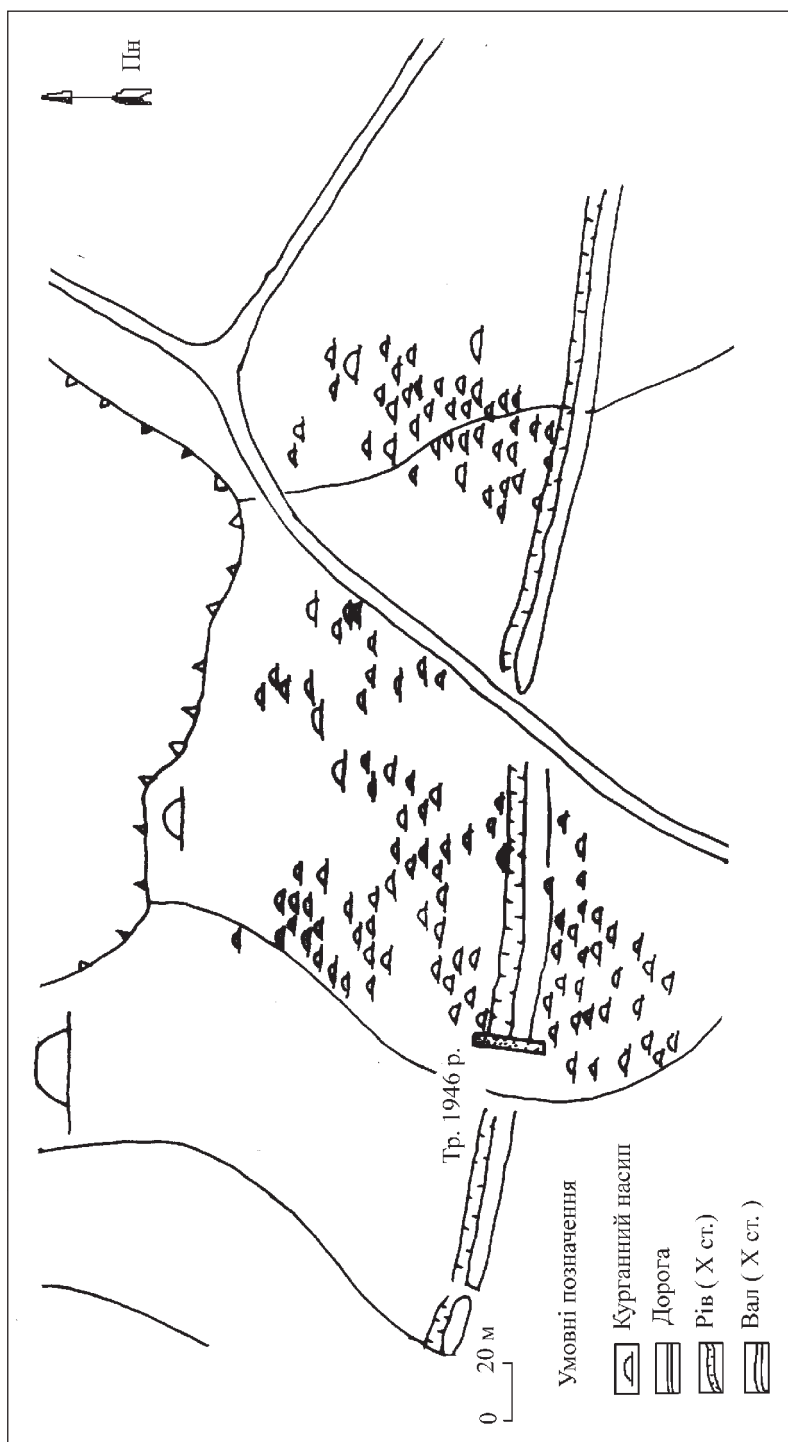 Пн
Тр. 1946 р.
0 20 м
Умовні позначення
Курганний насип
Дорога
Рів ( X ст.)
Вал ( X ст. )